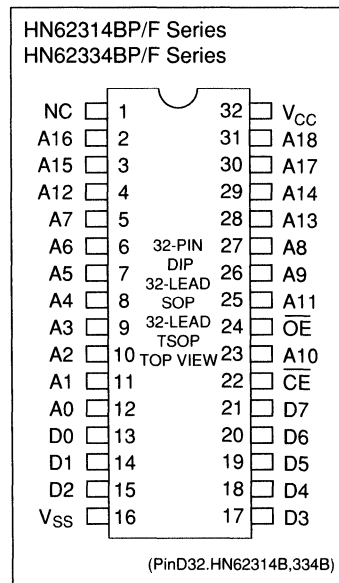 HN62314BP/F Series
HN62334BP/F Series
NC 1 32 VCC
A16 2 31 A18
A15 3 30 A17
A12 4 29 A14
A7 5 28 A13
A6 6 32-PIN 27 A8
DIP
A5 7 26 A9
32-LEAD
A4 8 25 A11
SOP
A3 9 32-LEAD 24 OE
TSOP
A2 10 TOP VIEW 23 A10
A1 11 22 CE
A0 12 21 D7
D0 13 20 D6
D1 14 19 D5
D2 15 18 D4
VSS 16 17 D3
(PinD32.HN62314B,334B)